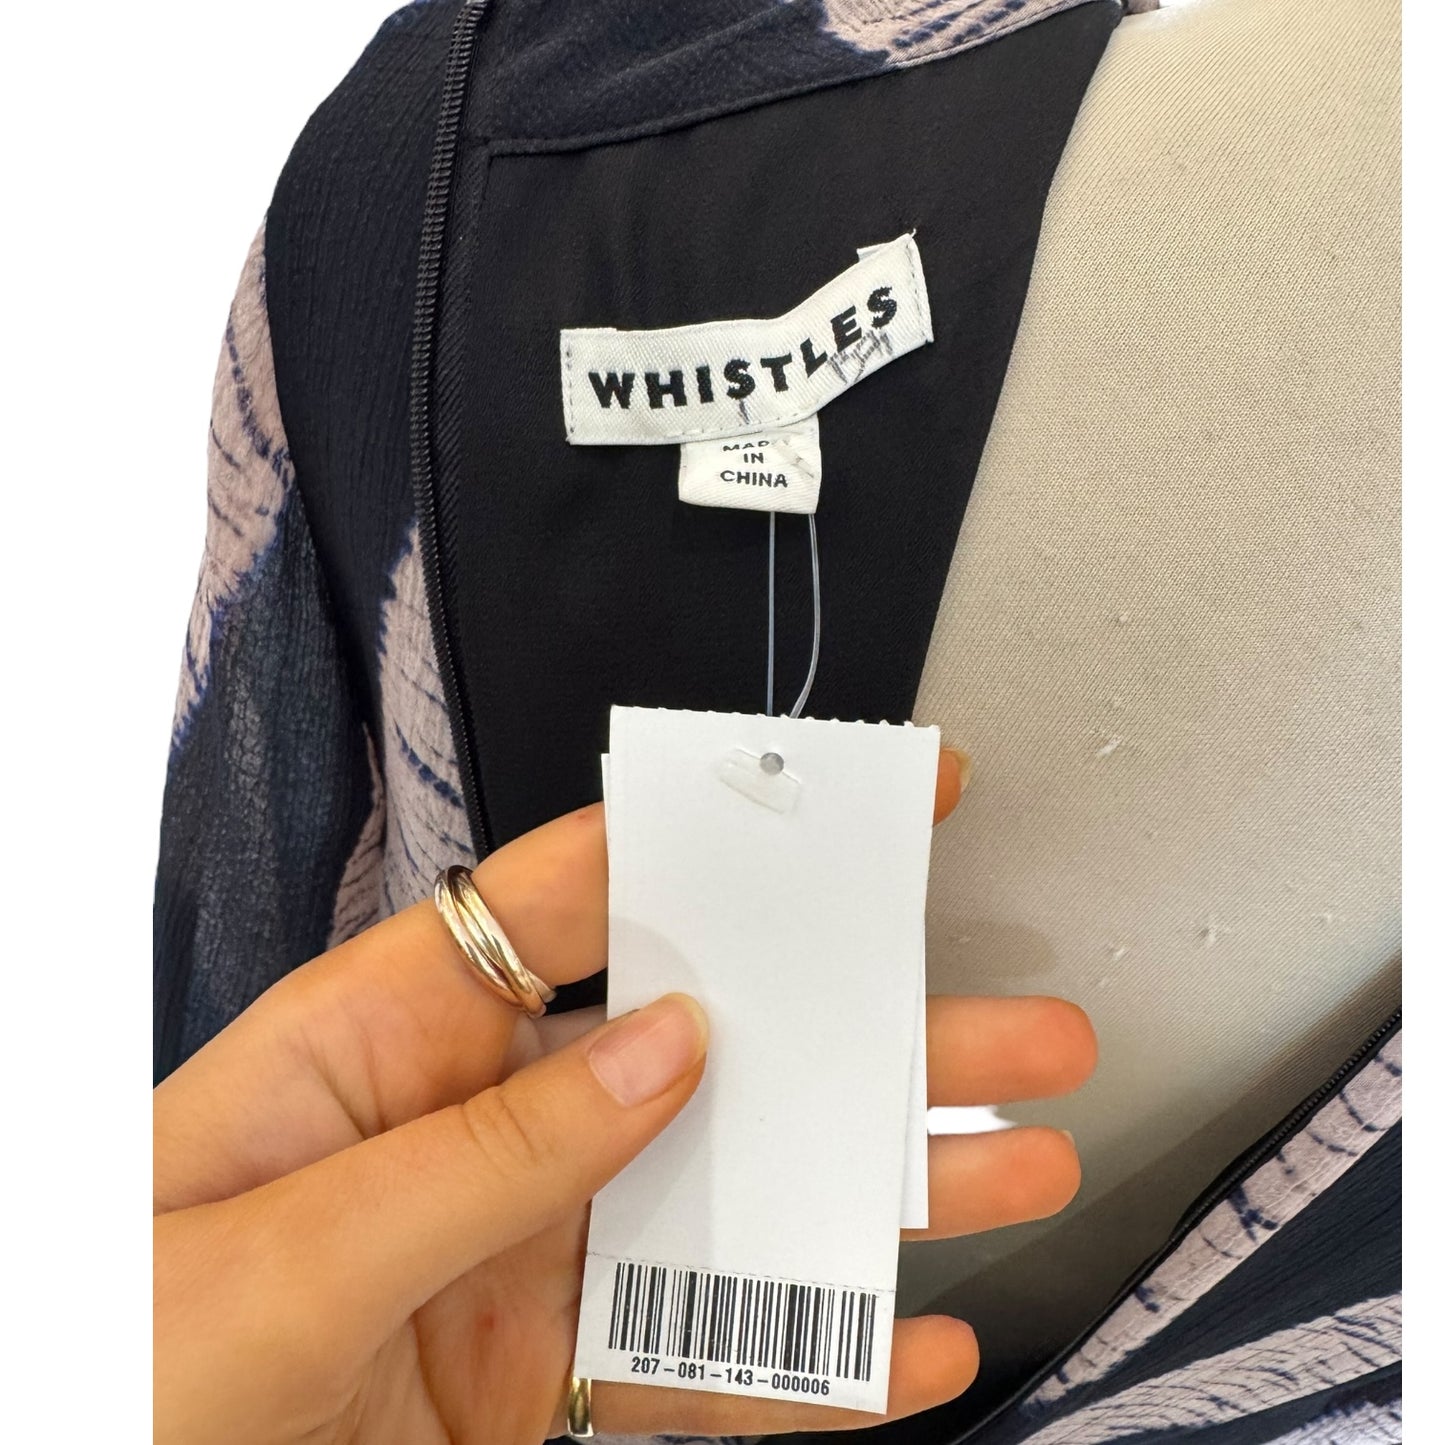 WHISTLES
MADE
IN
CHINA
207-081-143-000006